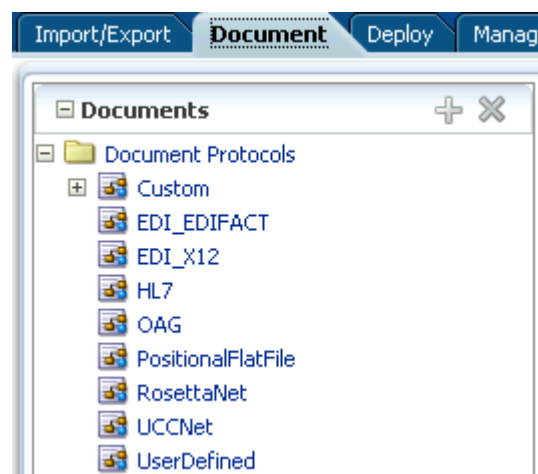 Import/Export Document Deploy Manag
Documents
Document Protocols
Custom
EDI_EDIFACT
EDI_X12
HL7
OAG
PositionalFlatFile
RosettaNet
UCCNet
UserDefined